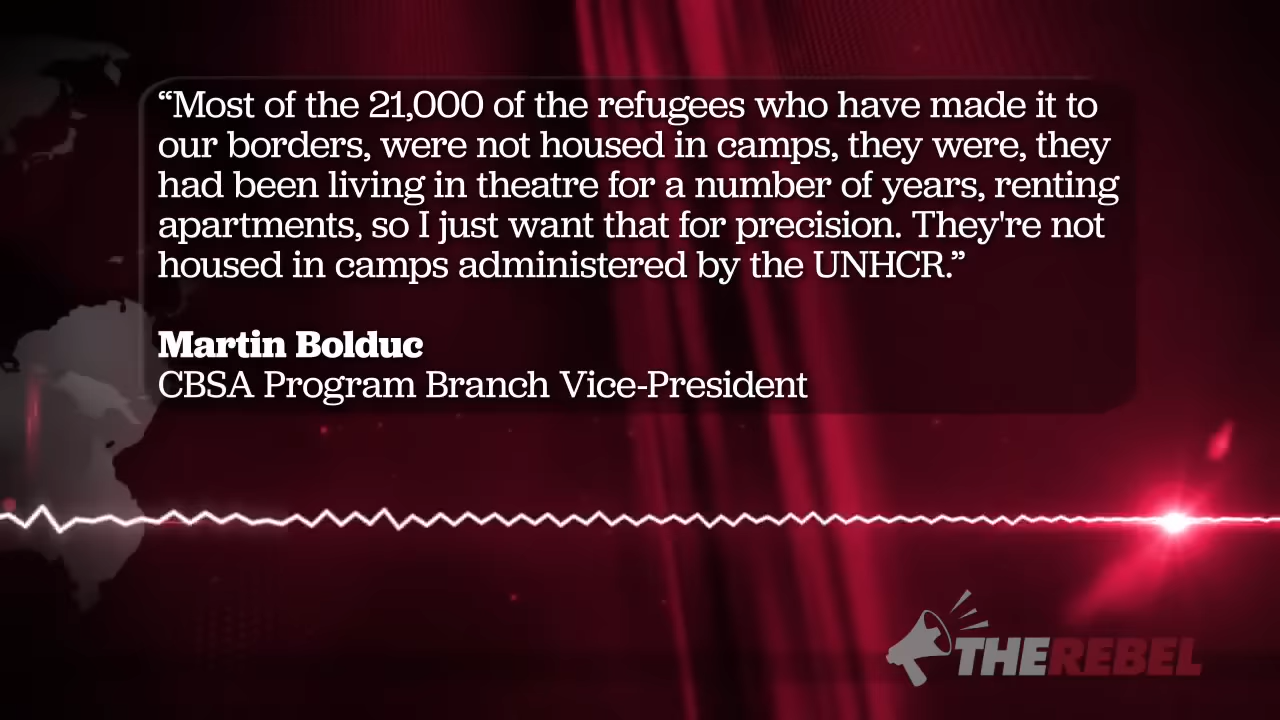 “Most of the 21,000 of the refugees who have made it to
our borders, were not housed in camps, they were, they
had been living in theatre for a number of years, renting
apartments, so I just want that for precision. They're not
housed in camps administered by the UNHCR.”
Martin Bolduc
CBSA Program Branch Vice-President
THEREBEL